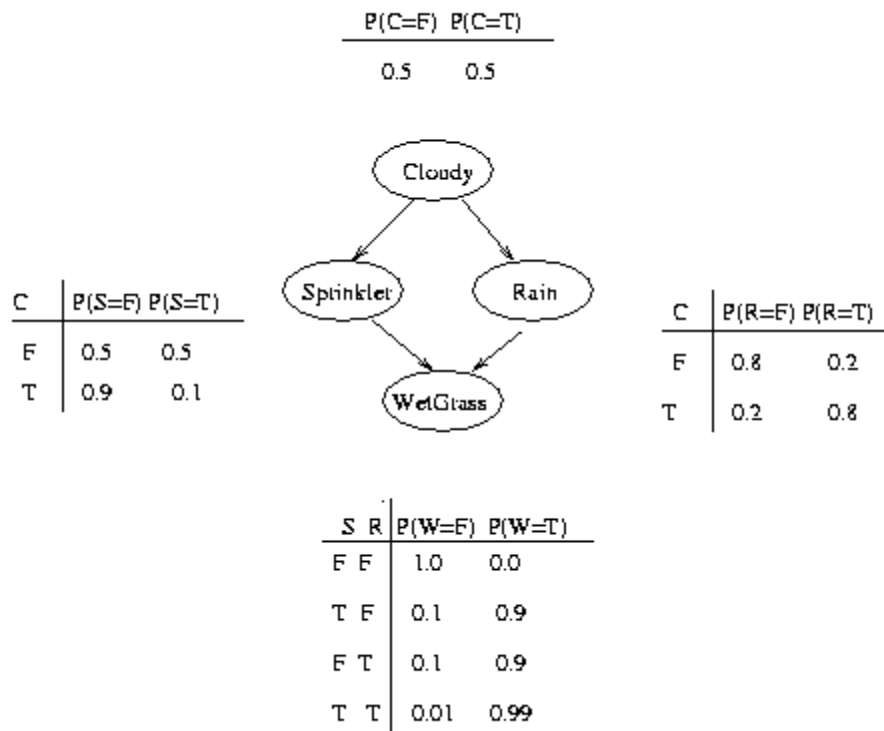 P(C=F) P(C=T)
0.5 0.5
Cloudy
Sprinkler
Rain
C P(S=F) P(S=T)
F 0.5 0.5
T 0.9 0.1
C P(R=F) P(R=T)
F 0.8 0.2
T 0.2 0.8
WetGrass
S R P(W=F) P(W=T)
F F 1.0 0.0
T F 0.1 0.9
F T 0.1 0.9
T T 0.01 0.99